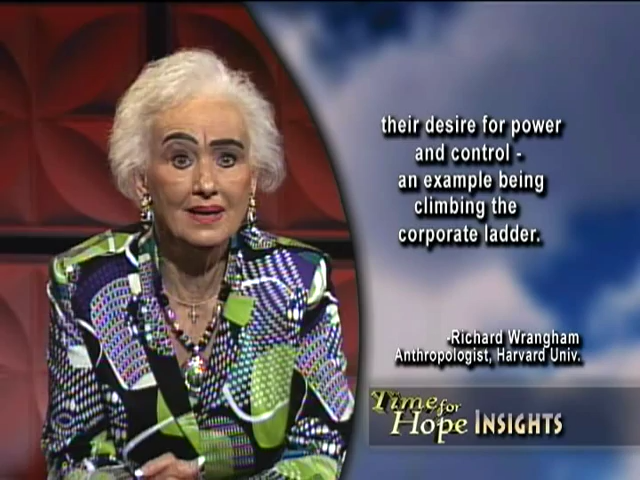 their desire for power
and control -
an example being
climbing the
corporate ladder.
-Richard Wrangham
Anthropologist, Harvard Univ.
Time for
Hope INSIGHTS